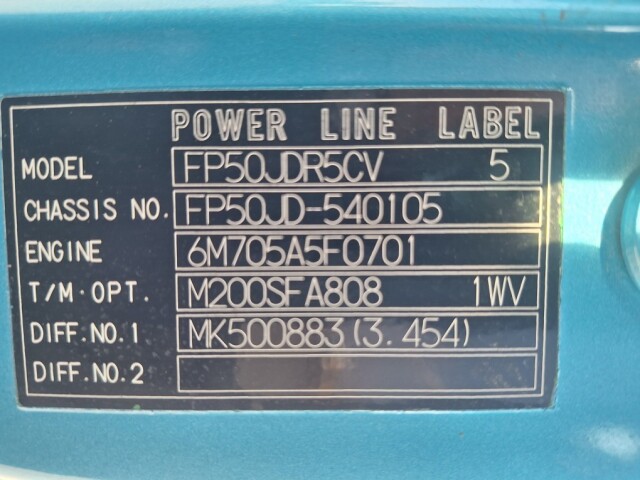 POWER LINE LABEL
MODEL FP50JDR5CV 5
CHASSIS NO. FP50JD-540105
ENGINE 6M705A5F0701
T/M·OPT. M200SFA808 1WV
DIFF.NO.1 MK500883(3.454)
DIFF.NO.2